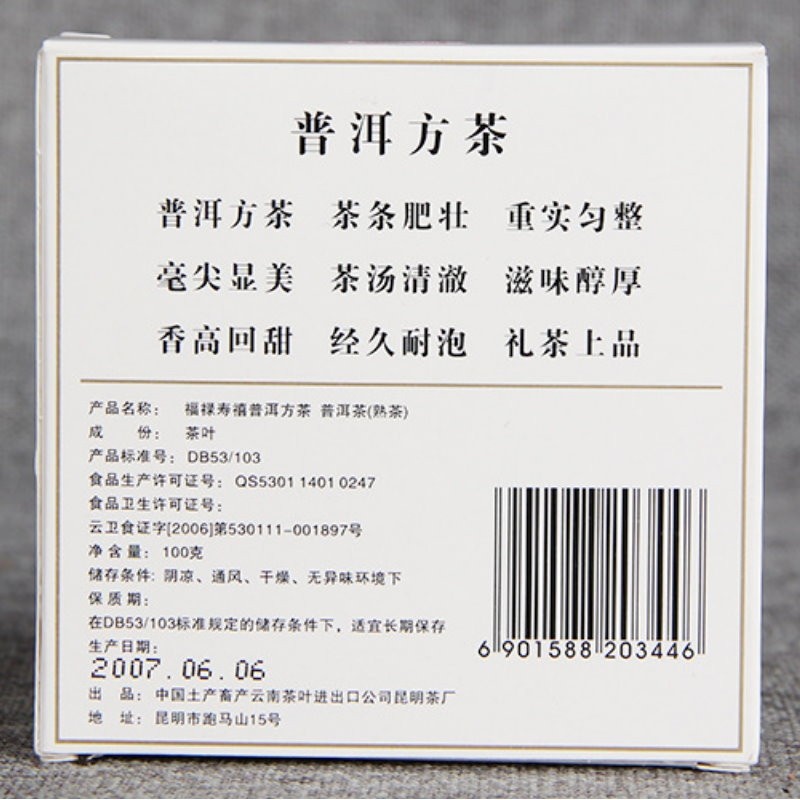 普洱方茶
普洱方茶 茶条肥壮 重实匀整
毫尖显美 茶汤清澈 滋味醇厚
香高回甜 经久耐泡 礼茶上品
产品名称： 福禄寿禧普洱方茶 普洱茶(熟茶)
成 份： 茶叶
产品标准号： DB53/103
食品生产许可证号： QS5301 1401 0247
食品卫生许可证号：
云卫食证字[2006]第530111-001897号
净 含 量： 100克
储存条件: 阴凉、通风、干燥、无异味环境下
保 质 期：
在DB53/103标准规定的储存条件下，适宜长期保存
生产日期：
2007.06.06
出 品： 中国土产畜产云南茶叶进出口公司昆明茶厂
地 址： 昆明市跑马山15号
6 901588 203446